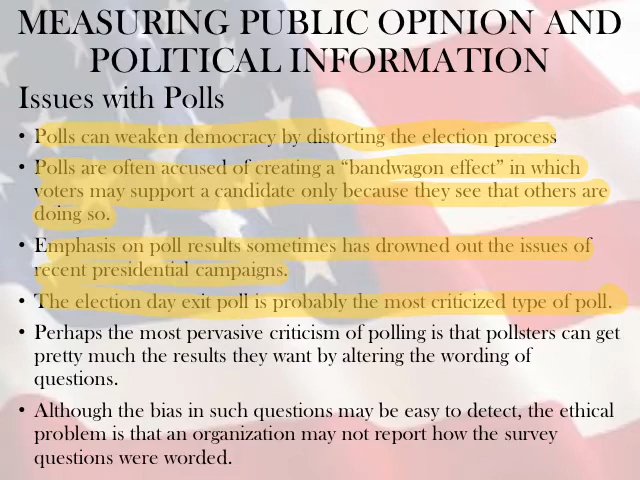 MEASURING PUBLIC OPINION AND
POLITICAL INFORMATION
Issues with Polls
• Polls can weaken democracy by distorting the election process
• Polls are often accused of creating a “bandwagon effect” in which
voters may support a candidate only because they see that others are
doing so.
• Emphasis on poll results sometimes has drowned out the issues of
recent presidential campaigns.
• The election day exit poll is probably the most criticized type of poll.
• Perhaps the most pervasive criticism of polling is that pollsters can get
pretty much the results they want by altering the wording of
questions.
• Although the bias in such questions may be easy to detect, the ethical
problem is that an organization may not report how the survey
questions were worded.